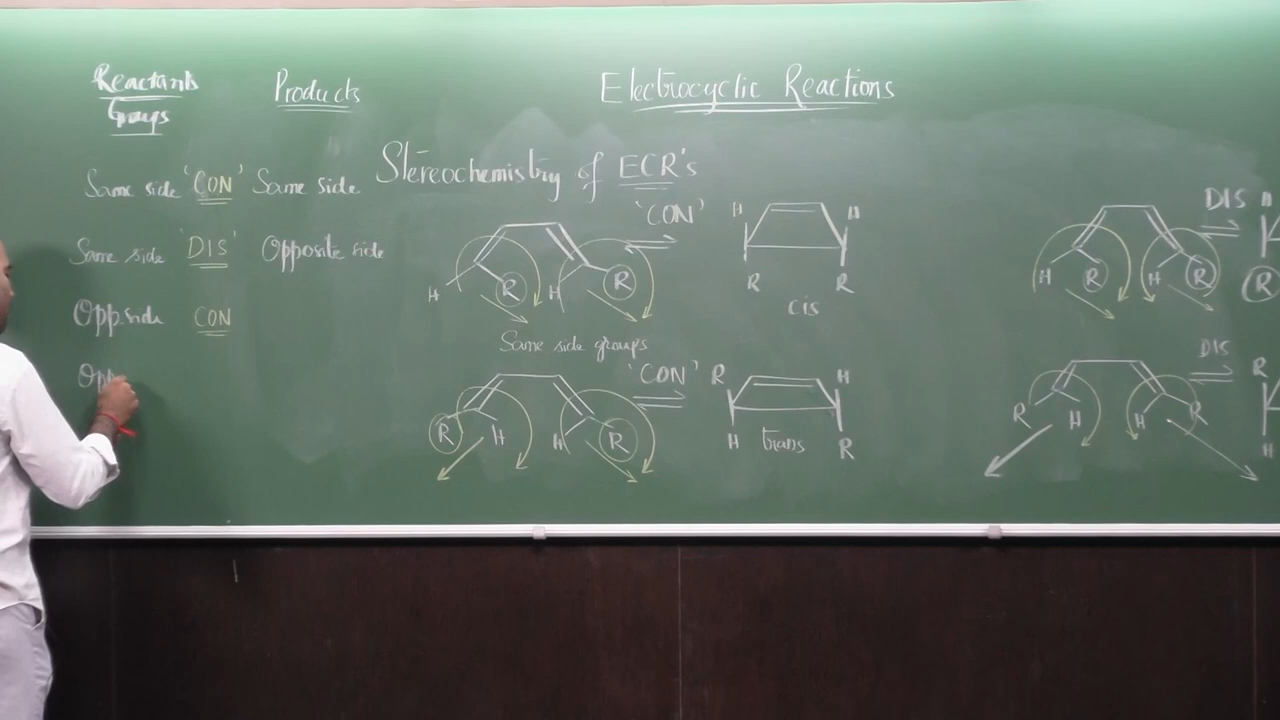 Reactants Products Electrocyclic Reactions
Groups
Stereochemistry of ECR's
Same side 'CON' Same side
Same side 'DIS' Opposite side
Opp. side CON
Opp
'CON'
H H
H R H R
R R
cis
Same side groups
'CON'
R H
R H H R
H trans R
DIS H
H R H R
R
DIS
R
R H H R
H